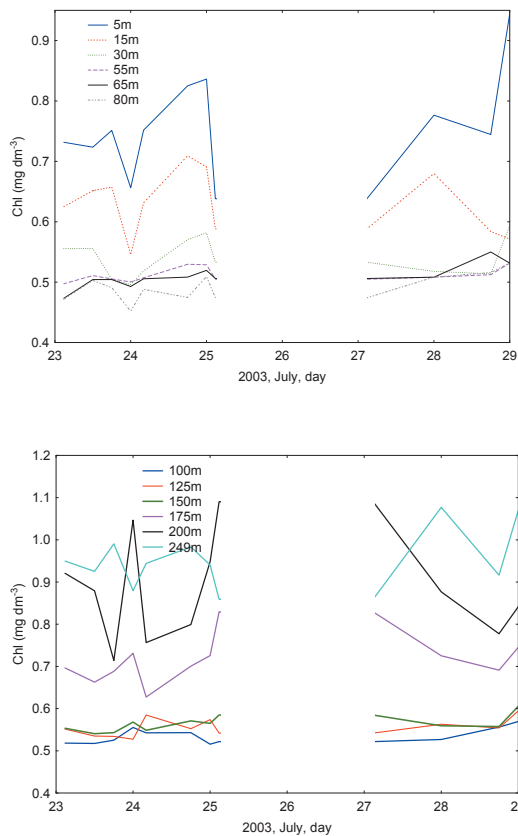 0.9
0.8
0.7
0.6
0.5
0.4
Chl (mg dm-3)
5m
15m
30m
55m
65m
80m
23 24 25 26 27 28 29
2003, July, day
1.2
1.1
1.0
0.9
0.8
0.7
0.6
0.5
0.4
Chl (mg dm-3)
100m
125m
150m
175m
200m
249m
23 24 25 26 27 28 2
2003, July, day